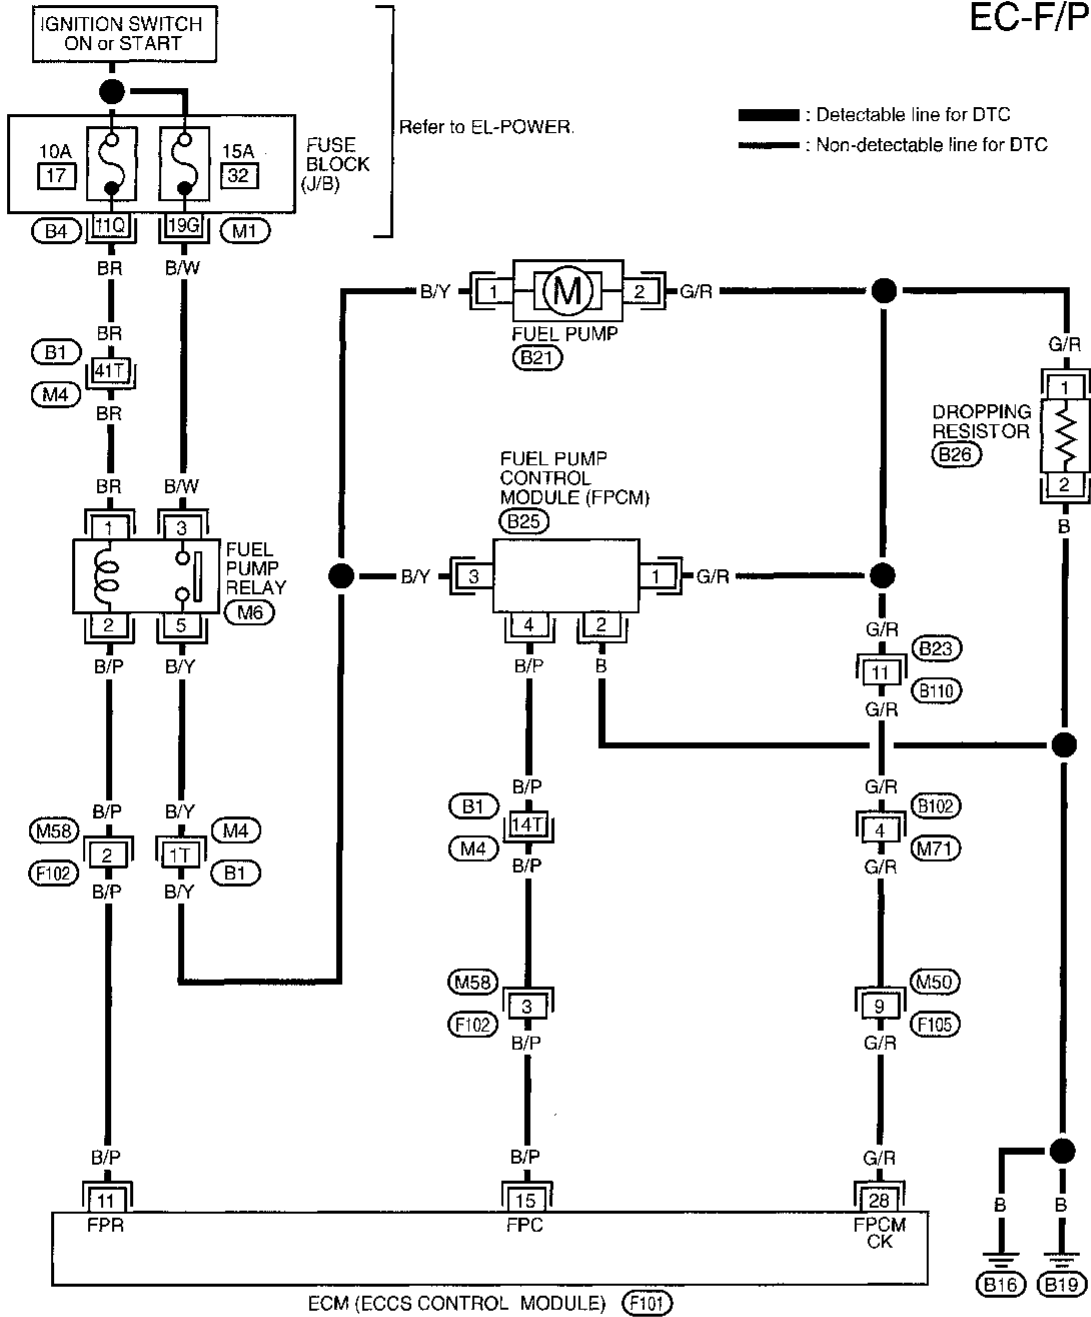 EC-F/P
IGNITION SWITCH
ON or START
Refer to EL-POWER.
: Detectable line for DTC
: Non-detectable line for DTC
10A
17
15A
32
FUSE
BLOCK
(J/B)
B4
11Q
19G
M1
BR
B/W
B/Y
1
M
2
G/R
FUEL PUMP
B21
BR
B1
41T
M4
BR
G/R
1
DROPPING
RESISTOR
B26
2
B
FUEL PUMP
CONTROL
MODULE (FPCM)
B25
BR
B/W
1
3
FUEL
PUMP
RELAY
M6
2
5
B/P
B/Y
B/Y
3
1
G/R
4
2
B/P
B
G/R
B23
11
B110
G/R
B/P
B/Y
M58
2
F102
M4
1T
B1
B/P
B/Y
B/P
B1
14T
M4
B/P
G/R
B102
4
M71
G/R
M58
3
F102
B/P
M50
9
F105
G/R
B/P
B/P
G/R
11
15
28
FPR
FPC
FPCM
CK
B
B
B16
B19
ECM (ECCS CONTROL MODULE)
F101